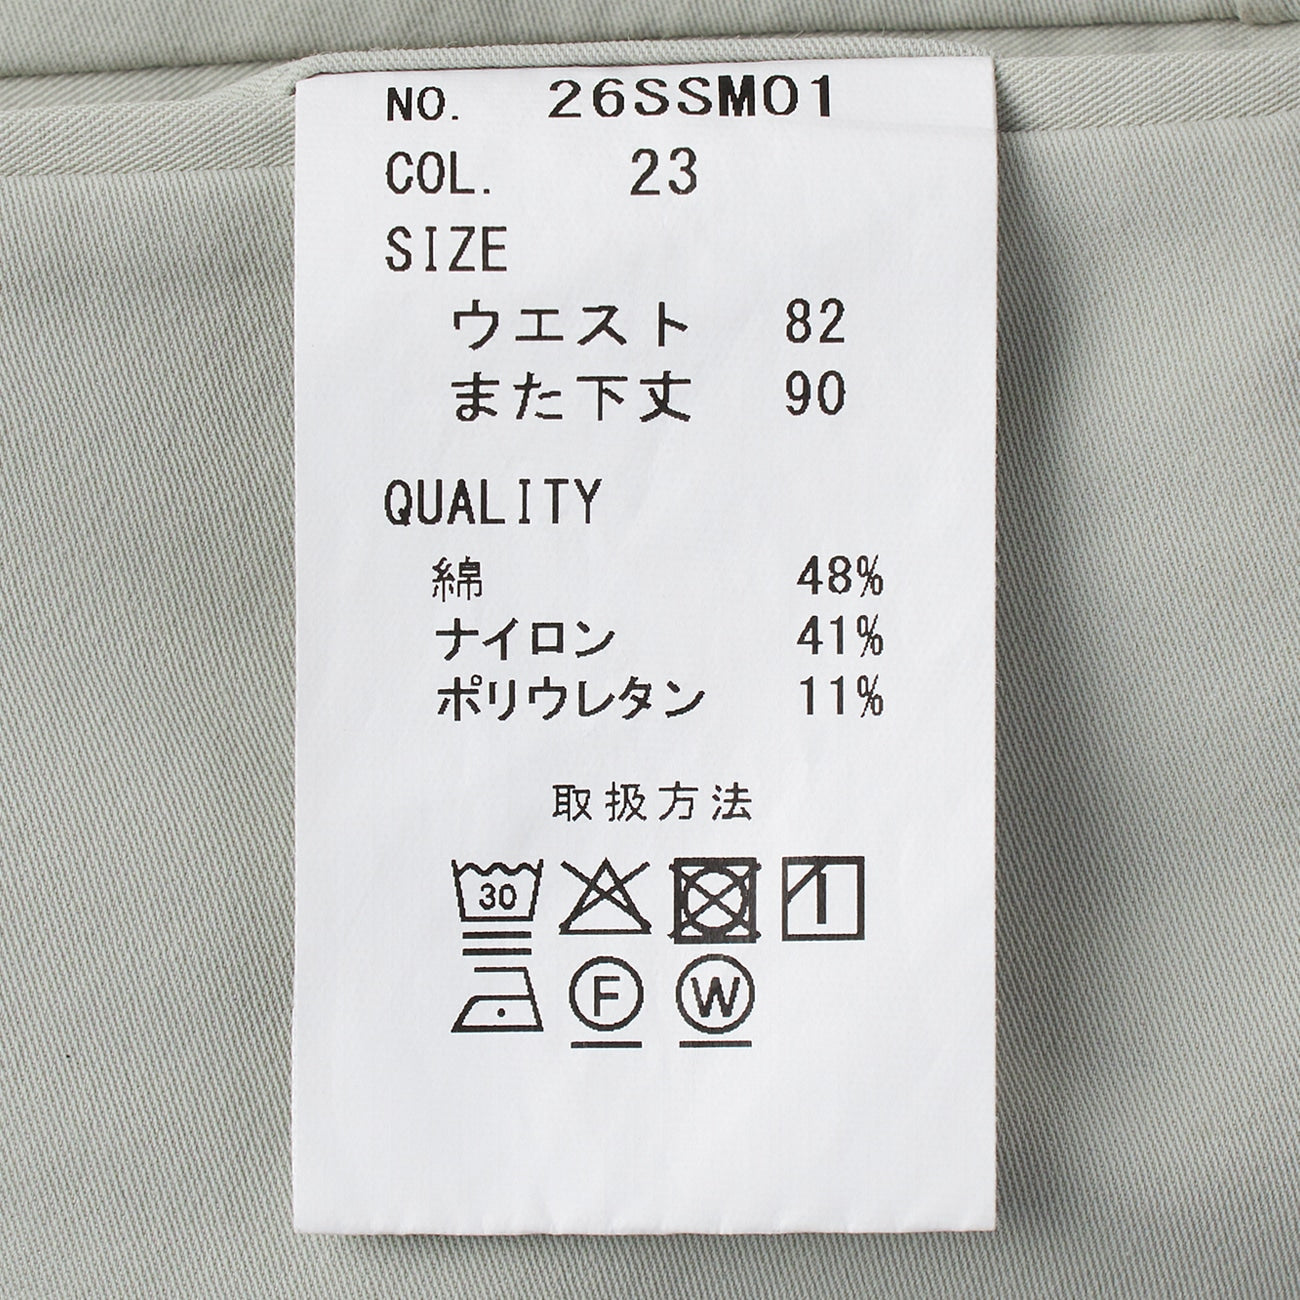 NO. 26SSM01
COL. 23
SIZE
ウエスト 82
また下丈 90
QUALITY
綿 48%
ナイロン 41%
ポリウレタン 11%
取扱方法
30
F W